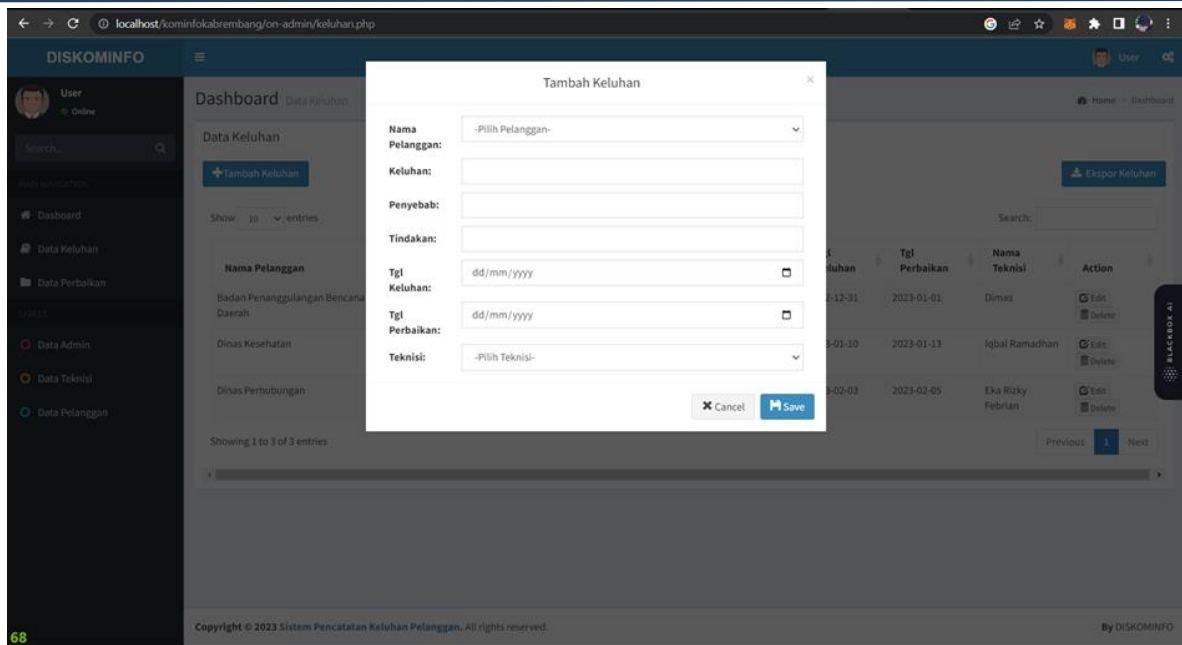 localhost/kominfokabrembang/on-admin/keluhan.php
DISKOMINFO
User
User
Online
Search...
MAIN NAVIGATION
Dasboard
Data Keluhan
Data Perbaikan
LABELS
Data Admin
Data Teknisi
Data Pelanggan
Dashboard Data Keluhan
Home > Dashboard
Data Keluhan
Tambah Keluhan
Ekspor Keluhan
Show 10 entries
Search:
Nama Pelanggan
Tgl Perbaikan
Nama Teknisi
Action
Badan Penanggulangan Bencana Daerah
2023-01-01
Dimas
Edit
Delete
Dinas Kesehatan
2023-01-13
Iqbal Ramadhan
Edit
Delete
Dinas Perhubungan
2023-02-05
Eka Rizky Febrian
Edit
Delete
Showing 1 to 3 of 3 entries
Previous 1 Next
Tambah Keluhan
×
Nama Pelanggan:
-Pilih Pelanggan-
Keluhan:
Penyebab:
Tindakan:
Tgl Keluhan:
dd/mm/yyyy
Tgl Perbaikan:
dd/mm/yyyy
Teknisi:
-Pilih Teknisi-
Cancel
Save
BLACKBOX AI
Copyright © 2023 Sistem Pencatatan Keluhan Pelanggan. All rights reserved.
By DISKOMINFO
68